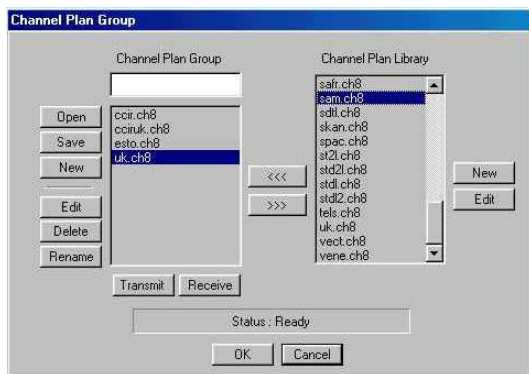 Channel Plan Group
Channel Plan Group
Channel Plan Library
Open
Save
New
Edit
Delete
Rename
ccir.ch8
cciruk.ch8
esto.ch8
uk.ch8
<<<
>>>
safr.ch8
sam.ch8
sdtl.ch8
skan.ch8
spac.ch8
st2l.ch8
std2l.ch8
stdl.ch8
stdl2.ch8
tels.ch8
uk.ch8
vect.ch8
vene.ch8
New
Edit
Transmit
Receive
Status : Ready
OK
Cancel